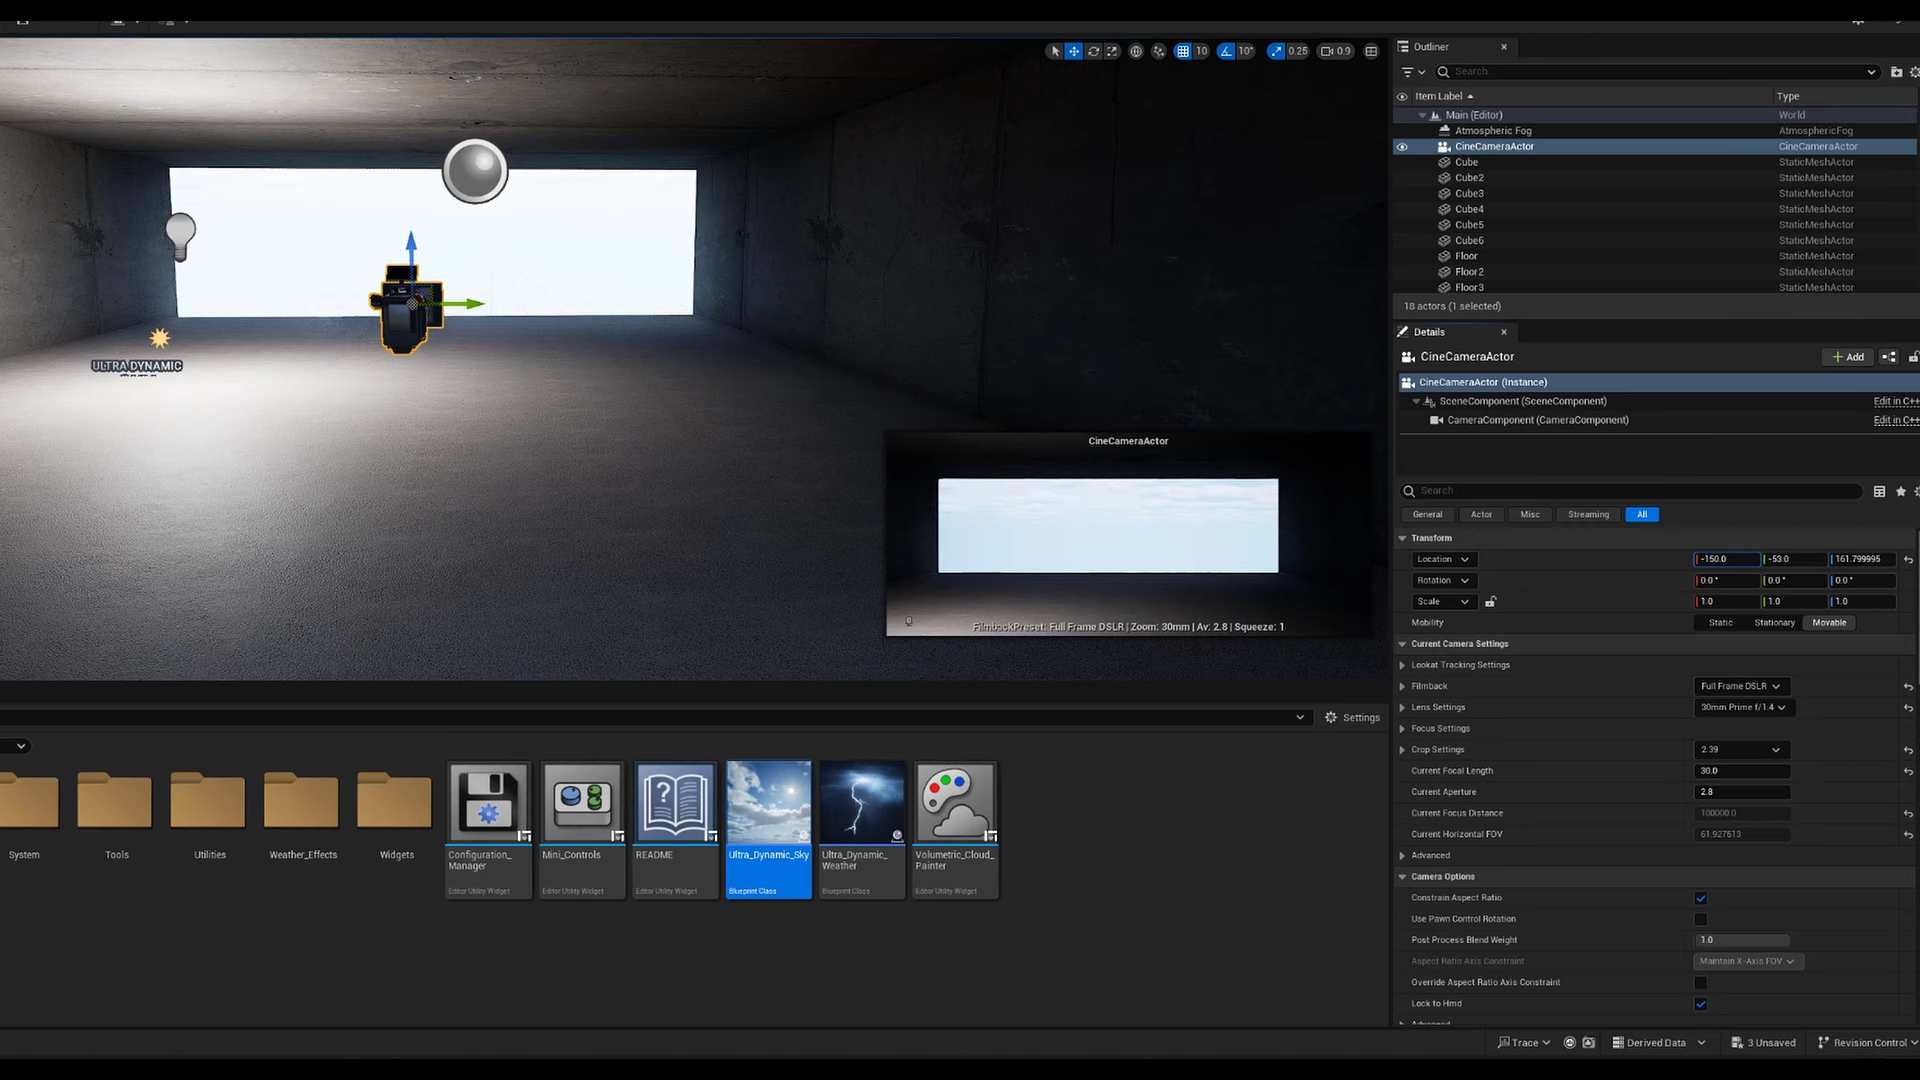 10
10°
0.25
0.9
ULTRA DYNAMIC
CineCameraActor
FilmbackPreset: Full Frame DSLR | Zoom: 30mm | Av: 2.8 | Squeeze: 1
Settings
System
Tools
Utilities
Weather_Effects
Widgets
Configuration_
Manager
Editor Utility Widget
Mini_Controls
Editor Utility Widget
README
Editor Utility Widget
Ultra_Dynamic_Sky
Blueprint Class
Ultra_Dynamic_
Weather
Blueprint Class
Volumetric_Cloud_
Painter
Editor Utility Widget
Outliner
Search...
Item Label Type
Main (Editor) World
Atmospheric Fog AtmosphericFog
CineCameraActor CineCameraActor
Cube StaticMeshActor
Cube2 StaticMeshActor
Cube3 StaticMeshActor
Cube4 StaticMeshActor
Cube5 StaticMeshActor
Cube6 StaticMeshActor
Floor StaticMeshActor
Floor2 StaticMeshActor
Floor3 StaticMeshActor
18 actors (1 selected)
Details
CineCameraActor
+ Add
CineCameraActor (Instance)
SceneComponent (SceneComponent) Edit in C++
CameraComponent (CameraComponent) Edit in C++
Search
General Actor Misc Streaming All
Transform
Location -150.0 -53.0 161.799995
Rotation 0.0° 0.0° 0.0°
Scale 1.0 1.0 1.0
Mobility Static Stationary Movable
Current Camera Settings
Lookat Tracking Settings
Filmback Full Frame DSLR
Lens Settings 30mm Prime f/1.4
Focus Settings
Crop Settings 2.39
Current Focal Length 30.0
Current Aperture 2.8
Current Focus Distance 100000.0
Current Horizontal FOV 61.927513
Advanced
Camera Options
Constrain Aspect Ratio
Use Pawn Control Rotation
Post Process Blend Weight 1.0
Aspect Ratio Axis Constraint Maintain X-Axis FOV
Override Aspect Ratio Axis Constraint
Lock to Hmd
Advanced
Trace Derived Data 3 Unsaved Revision Control